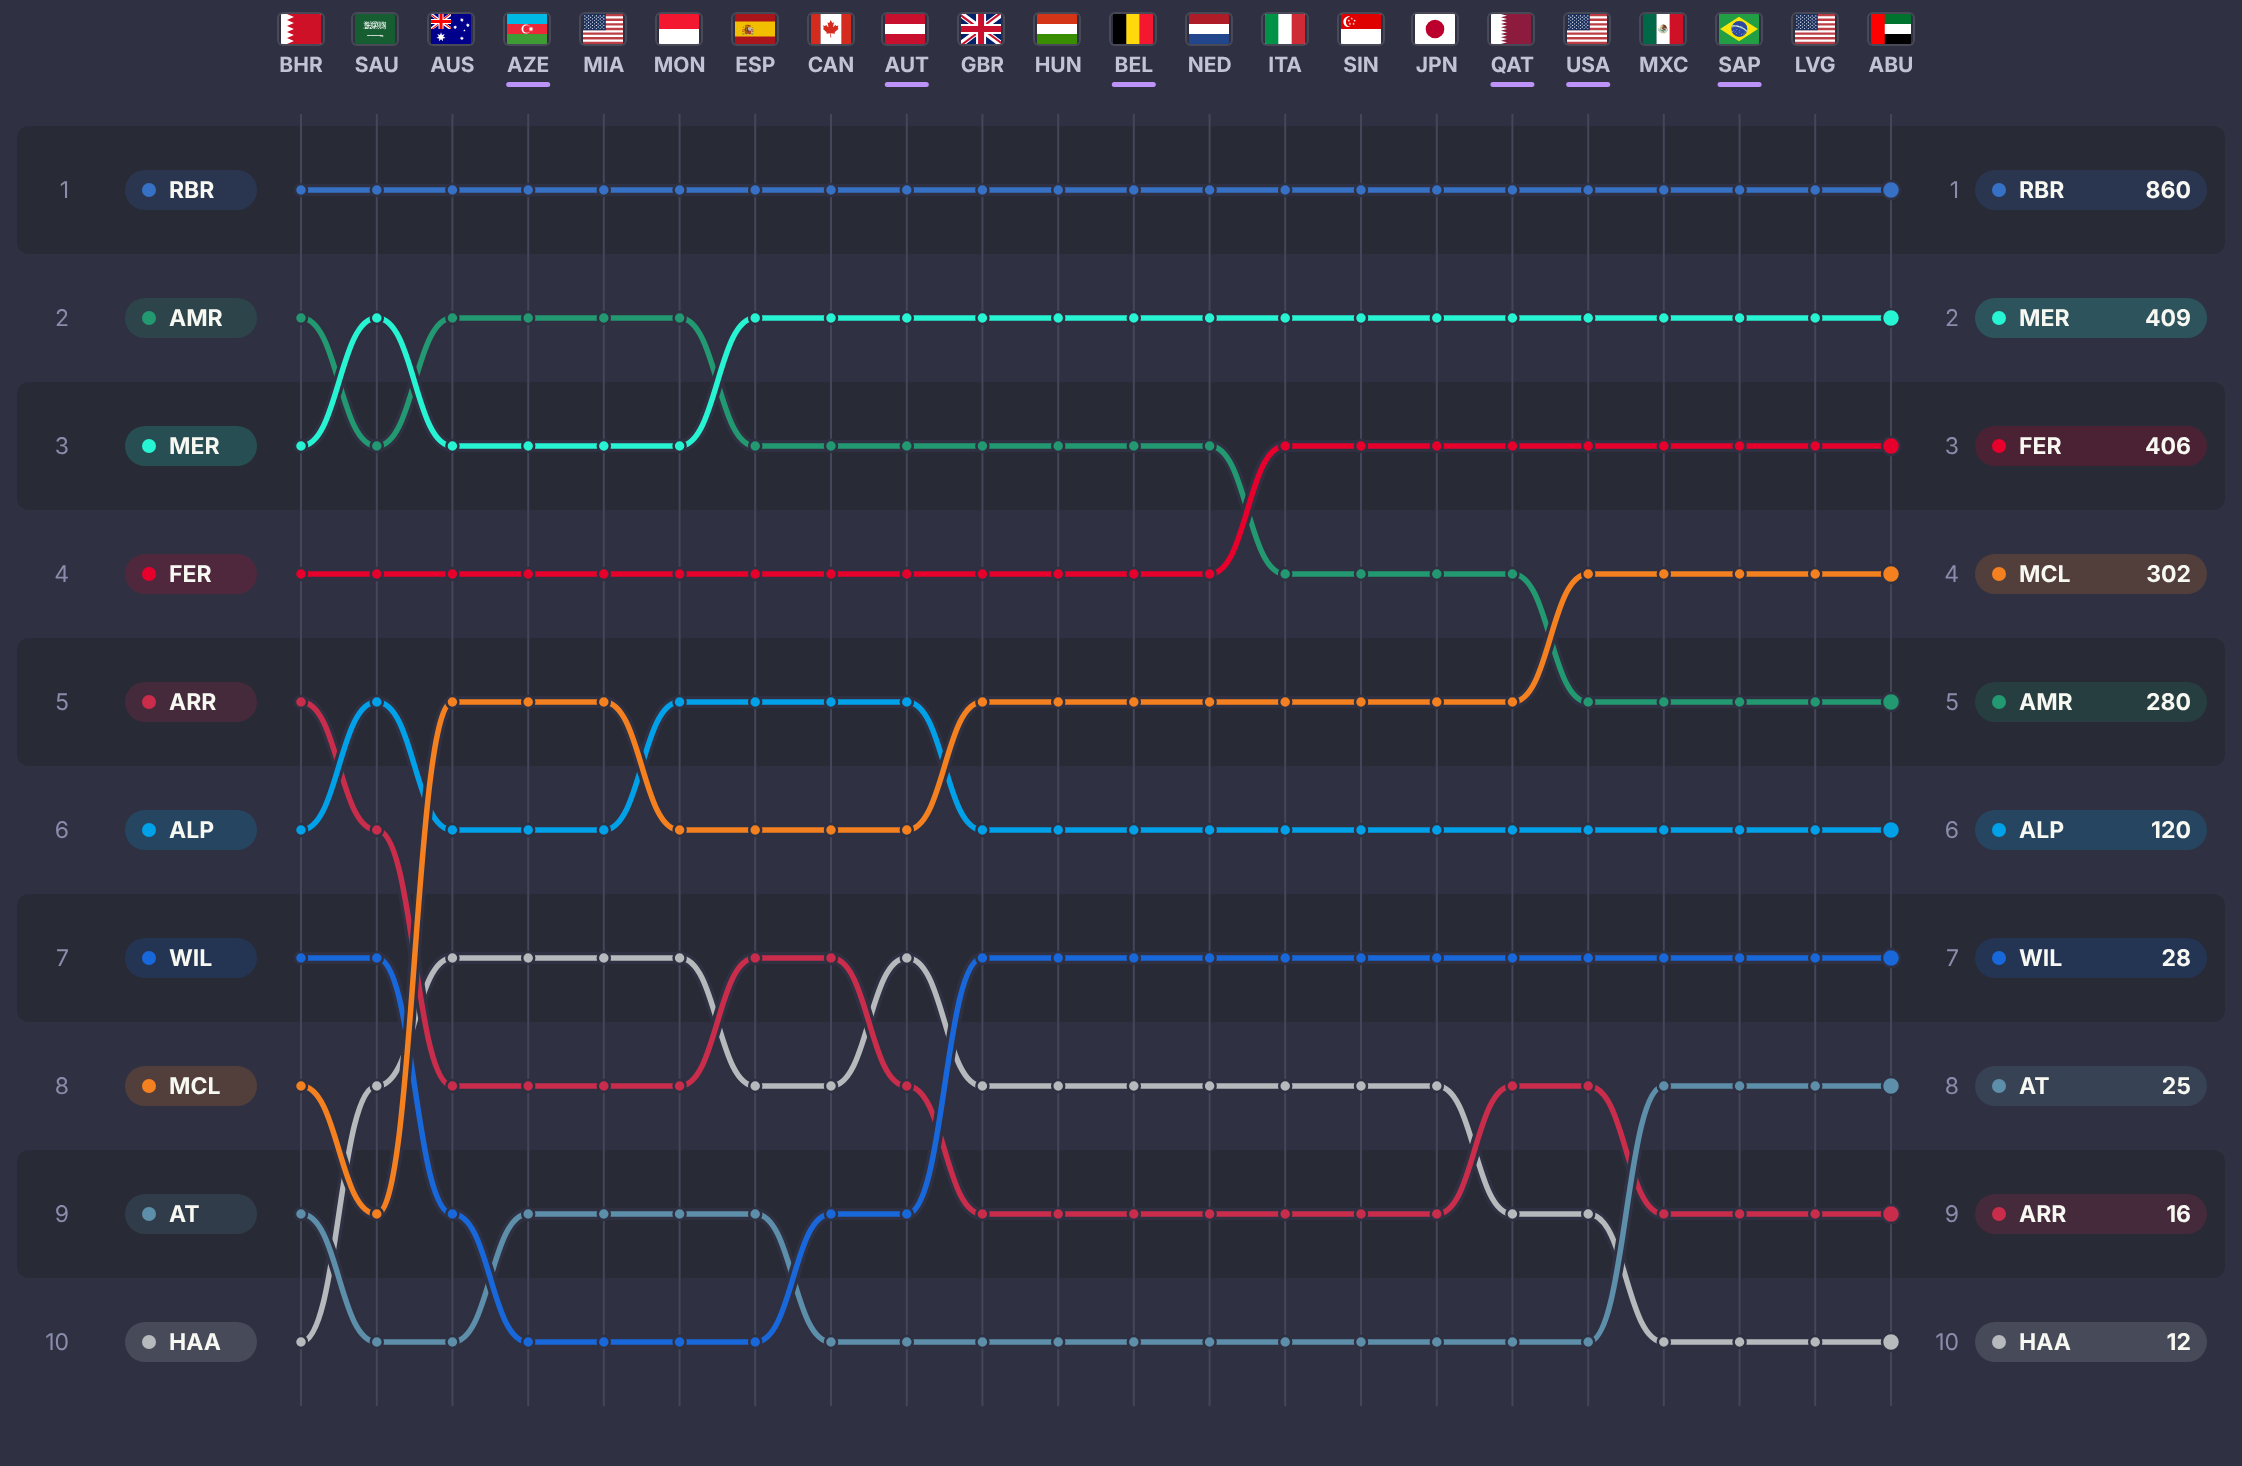 BHR SAU AUS AZE MIA MON ESP CAN AUT GBR HUN BEL NED ITA SIN JPN QAT USA MXC SAP LVG ABU
1 RBR 1 RBR 860
2 AMR 2 MER 409
3 MER 3 FER 406
4 FER 4 MCL 302
5 ARR 5 AMR 280
6 ALP 6 ALP 120
7 WIL 7 WIL 28
8 MCL 8 AT 25
9 AT 9 ARR 16
10 HAA 10 HAA 12